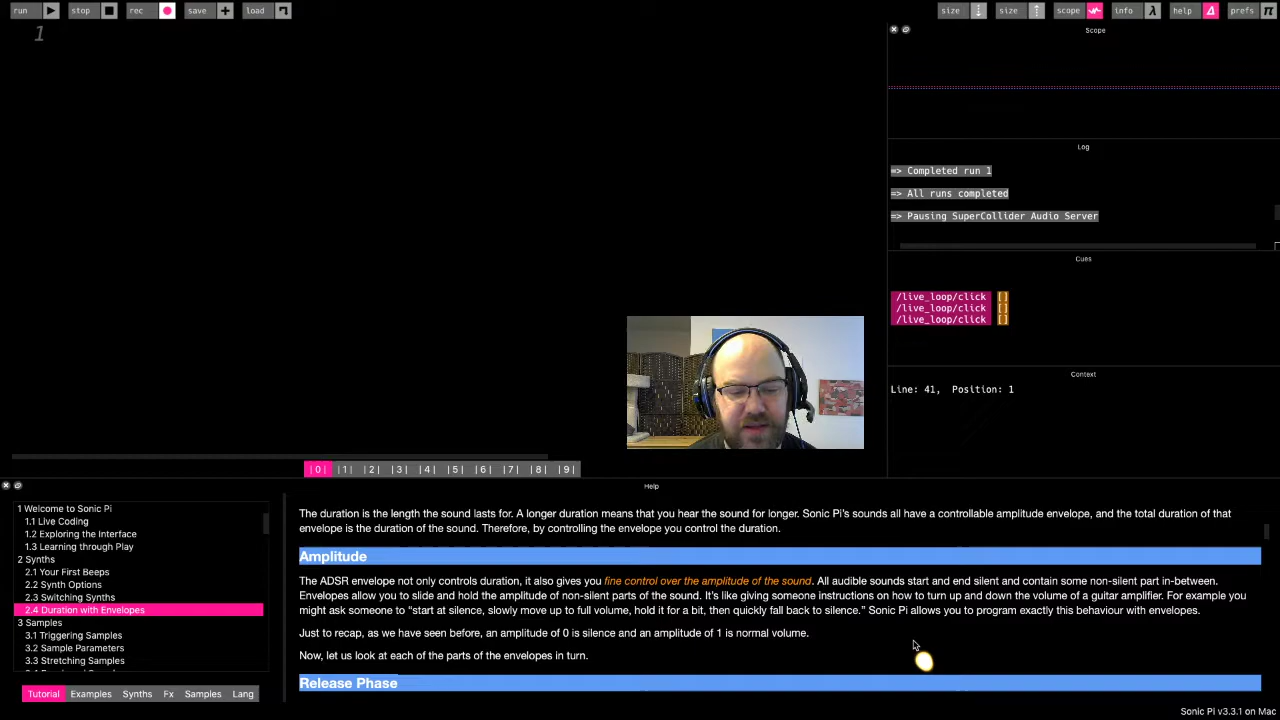 run stop rec save load size size scope info help prefs
1
Scope
Log
=> Completed run 1
=> All runs completed
=> Pausing SuperCollider Audio Server
Cues
/live_loop/click []
/live_loop/click []
/live_loop/click []
Context
Line: 41, Position: 1
|0| |1| |2| |3| |4| |5| |6| |7| |8| |9|
Help
1 Welcome to Sonic Pi
1.1 Live Coding
1.2 Exploring the Interface
1.3 Learning through Play
2 Synths
2.1 Your First Beeps
2.2 Synth Options
2.3 Switching Synths
2.4 Duration with Envelopes
3 Samples
3.1 Triggering Samples
3.2 Sample Parameters
3.3 Stretching Samples
Tutorial Examples Synths Fx Samples Lang
The duration is the length the sound lasts for. A longer duration means that you hear the sound for longer. Sonic Pi's sounds all have a controllable amplitude envelope, and the total duration of that
envelope is the duration of the sound. Therefore, by controlling the envelope you control the duration.
Amplitude
The ADSR envelope not only controls duration, it also gives you fine control over the amplitude of the sound. All audible sounds start and end silent and contain some non-silent part in-between.
Envelopes allow you to slide and hold the amplitude of non-silent parts of the sound. It's like giving someone instructions on how to turn up and down the volume of a guitar amplifier. For example you
might ask someone to “start at silence, slowly move up to full volume, hold it for a bit, then quickly fall back to silence.” Sonic Pi allows you to program exactly this behaviour with envelopes.
Just to recap, as we have seen before, an amplitude of 0 is silence and an amplitude of 1 is normal volume.
Now, let us look at each of the parts of the envelopes in turn.
Release Phase
Sonic Pi v3.3.1 on Mac